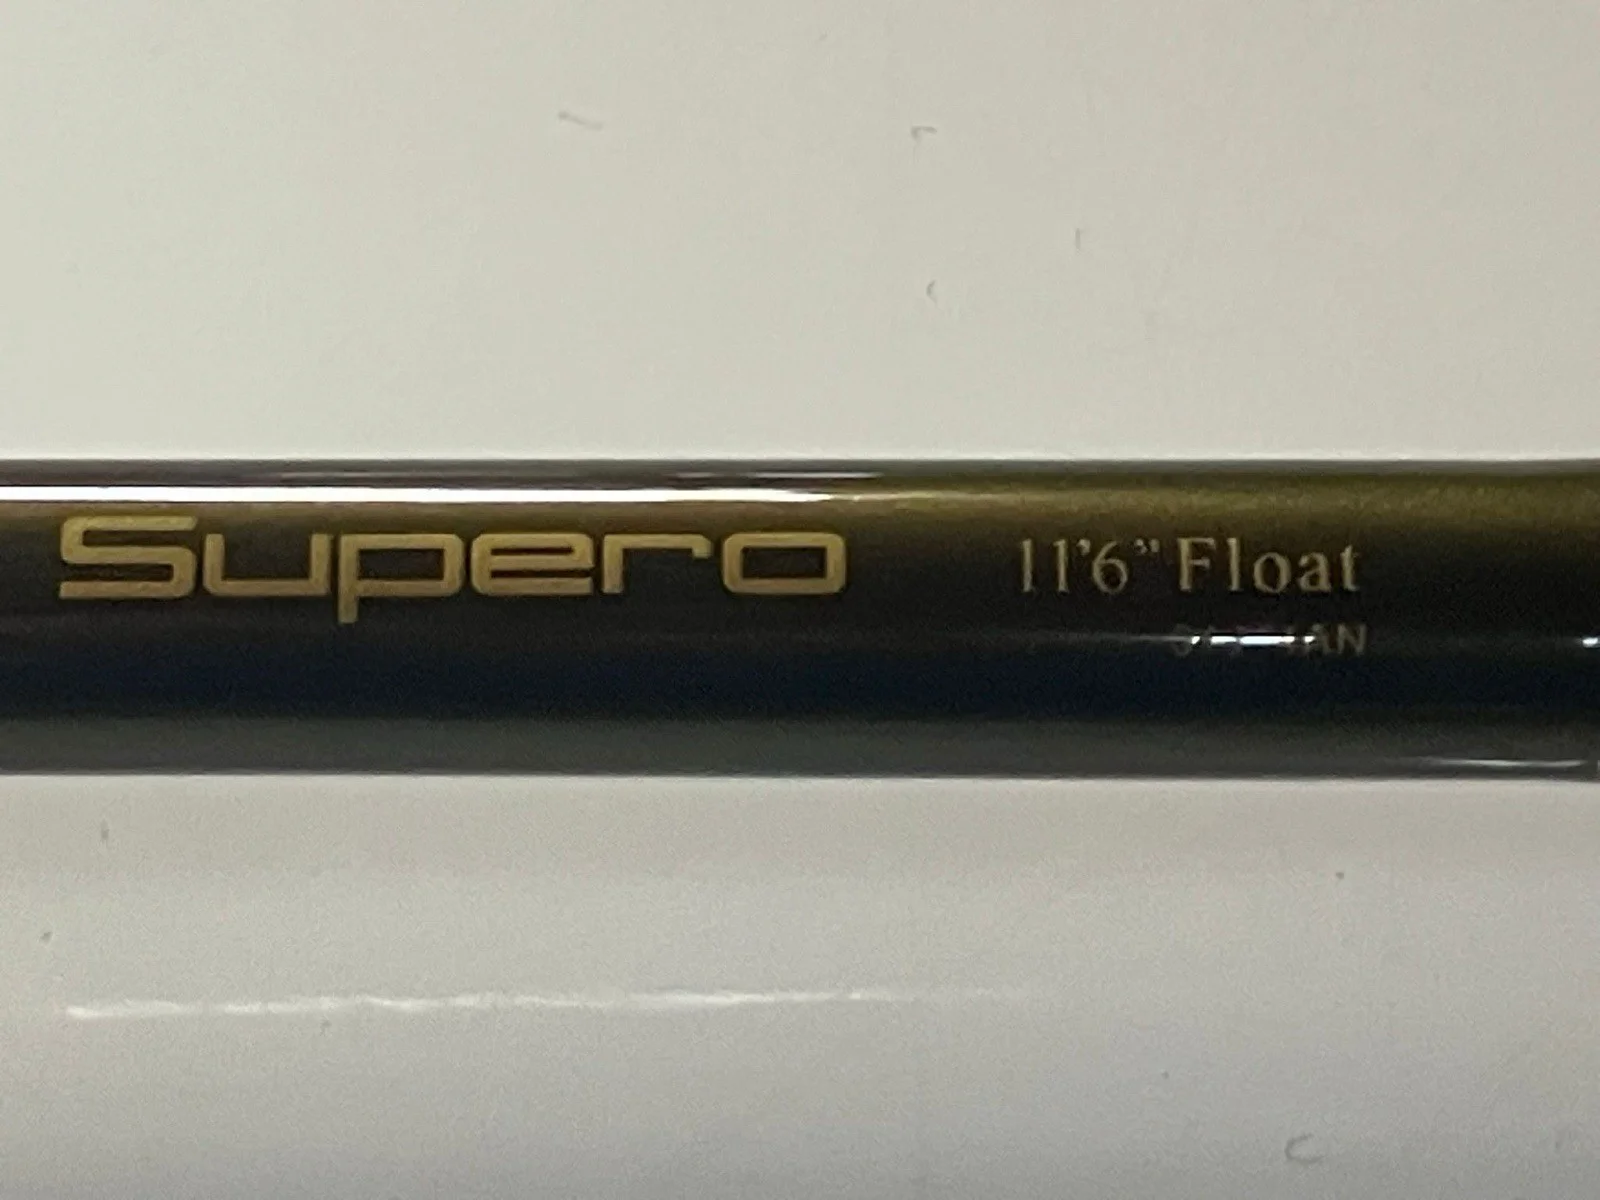 Supero 11'6" Float